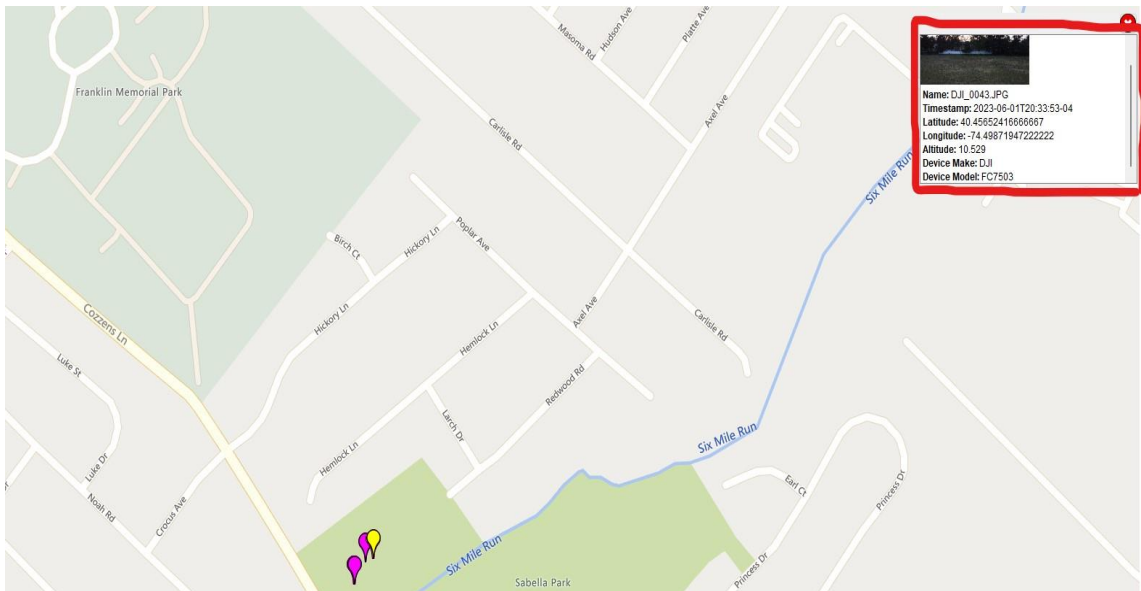 Franklin Memorial Park
Masoma Rd
Hudson Ave
Platte Ave
Axel Ave
Carlisle Rd
Six Mile Run
Name: DJI_0043.JPG
Timestamp: 2023-06-01T20:33:53-04
Latitude: 40.45652416666667
Longitude: -74.49871947222222
Altitude: 10.529
Device Make: DJI
Device Model: FC7503
Birch Ct
Hickory Ln
Poplar Ave
Cozzens Ln
Hickory Ln
Hemlock Ln
Axel Ave
Carlisle Rd
Luke St
Redwood Rd
Larch Dr
Hemlock Ln
Six Mile Run
Luke Dr
Noah Rd
Crocus Ave
Earl Ct
Princess Dr
Six Mile Run
Sabella Park
Princess Dr